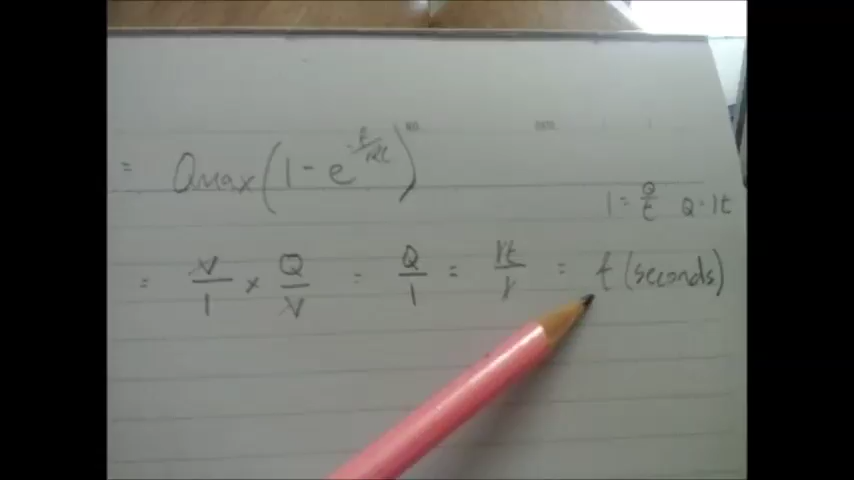 = Qmax(1 - e^-t/RC)
I = Q/t Q = It
= V/I × Q/V = Q/I = It/I = t (seconds)